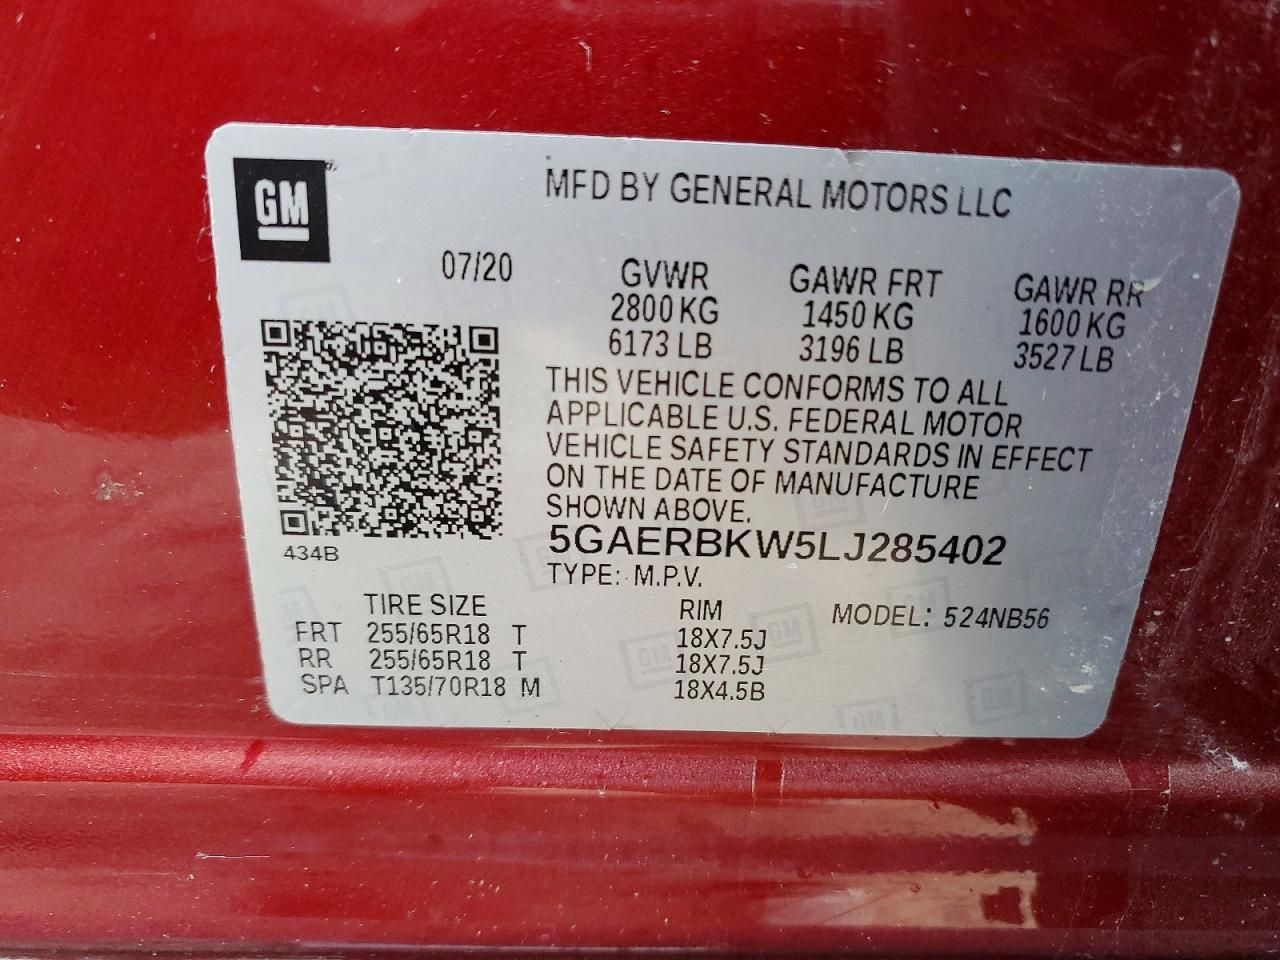 GM
MFD BY GENERAL MOTORS LLC
07/20
GVWR GAWR FRT GAWR RR
2800 KG 1450 KG 1600 KG
6173 LB 3196 LB 3527 LB
THIS VEHICLE CONFORMS TO ALL
APPLICABLE U.S. FEDERAL MOTOR
VEHICLE SAFETY STANDARDS IN EFFECT
ON THE DATE OF MANUFACTURE
SHOWN ABOVE.
434B
5GAERBKW5LJ285402
TYPE: M.P.V.
TIRE SIZE RIM MODEL: 524NB56
FRT 255/65R18 T 18X7.5J
RR 255/65R18 T 18X7.5J
SPA T135/70R18 M 18X4.5B